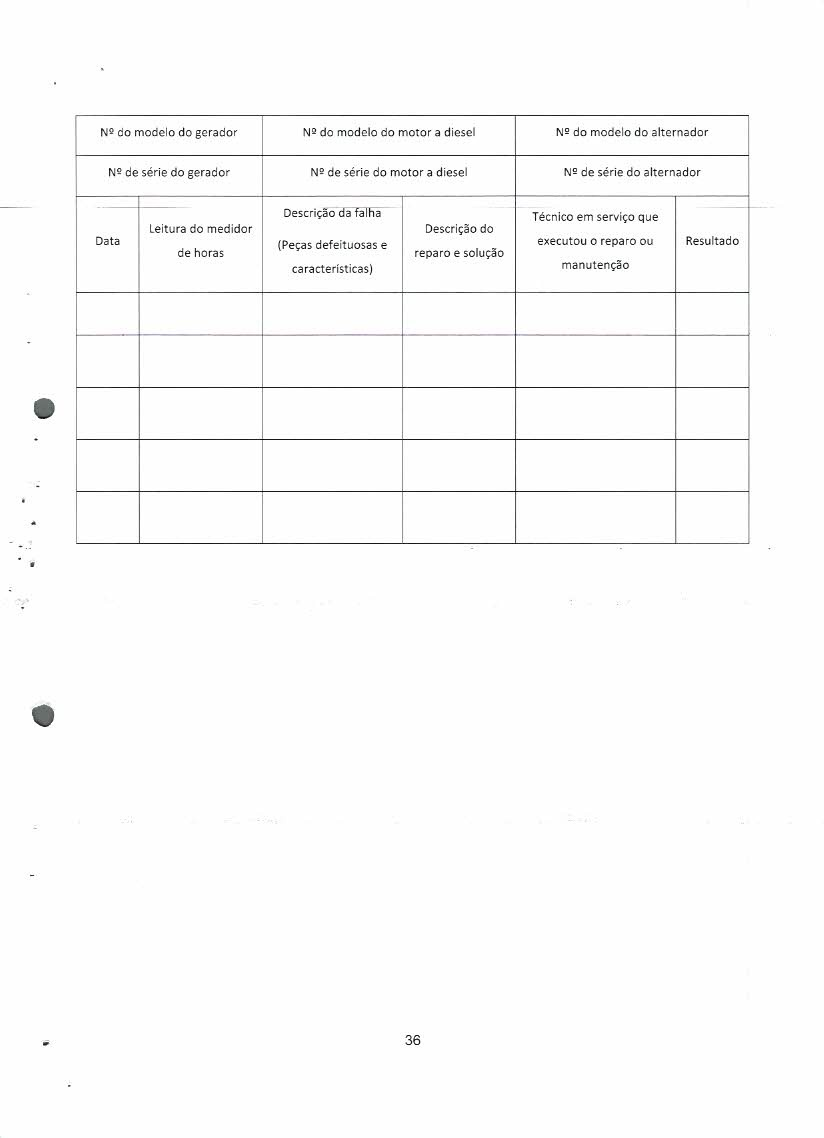 Nº do modelo do gerador
Nº do modelo do motor a diesel
Nº do modelo do alternador
Nº de série do gerador
Nº de série do motor a diesel
Nº de série do alternador
Data
Leitura do medidor
de horas
Descrição da falha
(Peças defeituosas e
características)
Descrição do
reparo e solução
Técnico em serviço que
executou o reparo ou
manutenção
Resultado
36